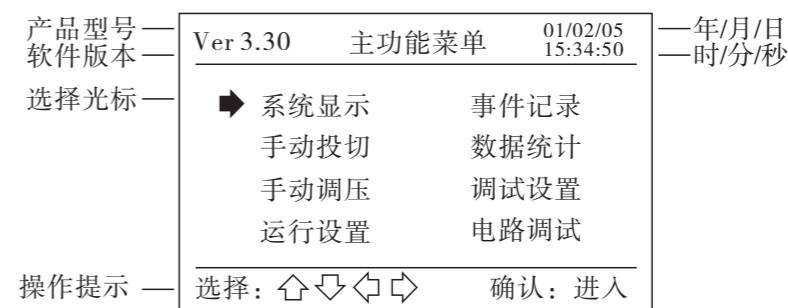 产品型号
软件版本
Ver 3.30 主功能菜单 01/02/05
15:34:50
年/月/日
时/分/秒
选择光标
系统显示 事件记录
手动投切 数据统计
手动调压 调试设置
运行设置 电路调试
操作提示
选择：⇧⇩⇦⇨ 确认：进入